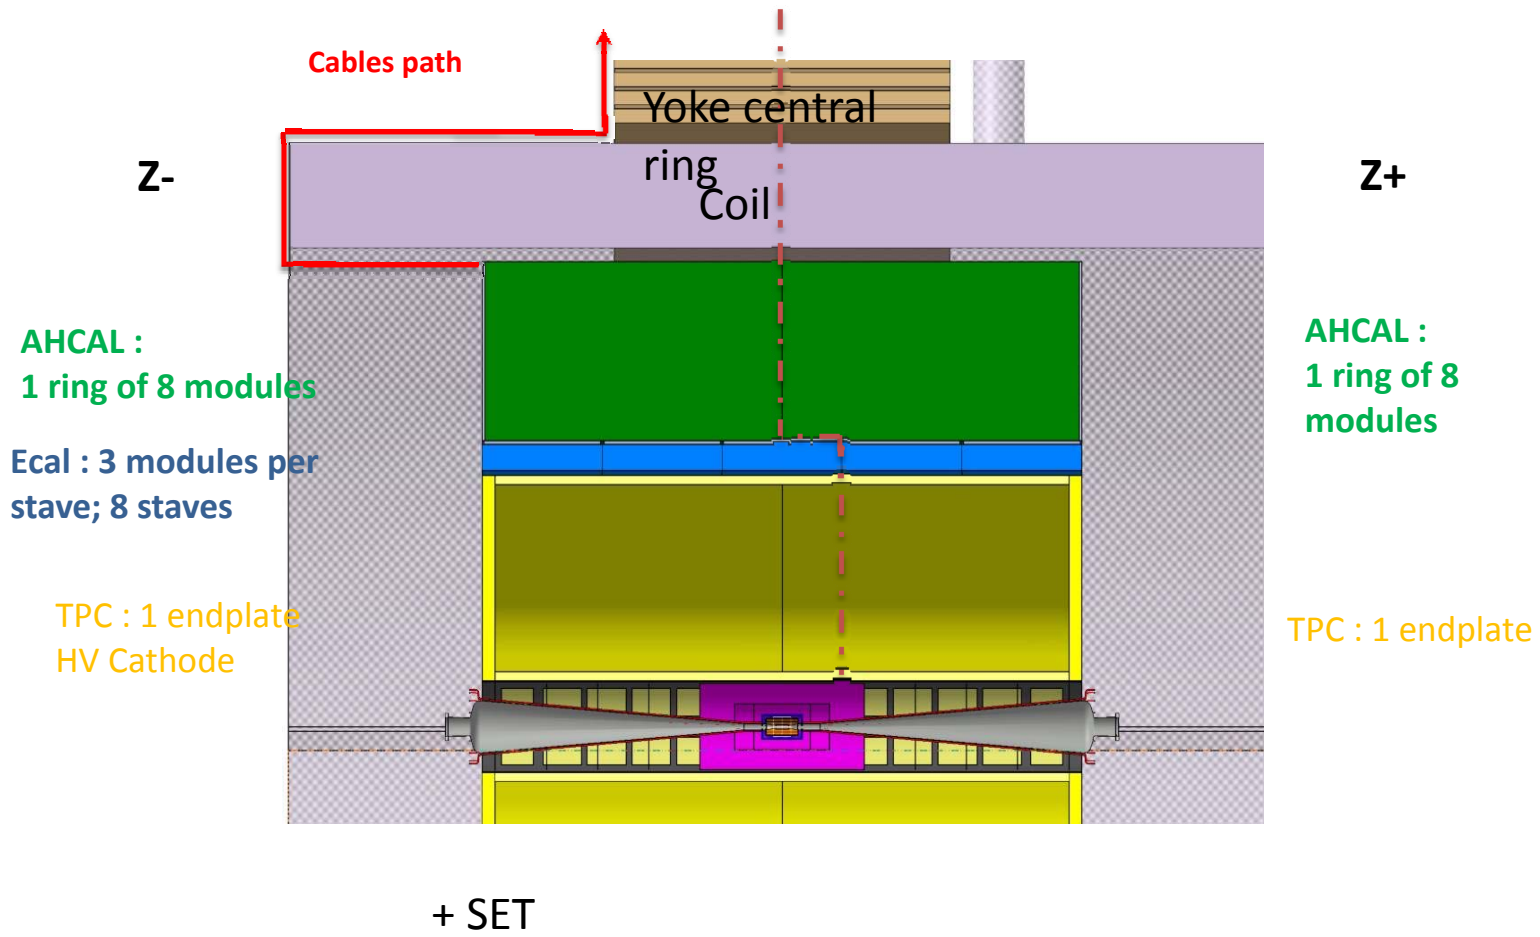 Cables path
Yoke central
ring
Coil
Z-
Z+
AHCAL :
1 ring of 8 modules
AHCAL :
1 ring of 8
modules
Ecal : 3 modules per
stave; 8 staves
TPC : 1 endplate
HV Cathode
TPC : 1 endplate
+ SET